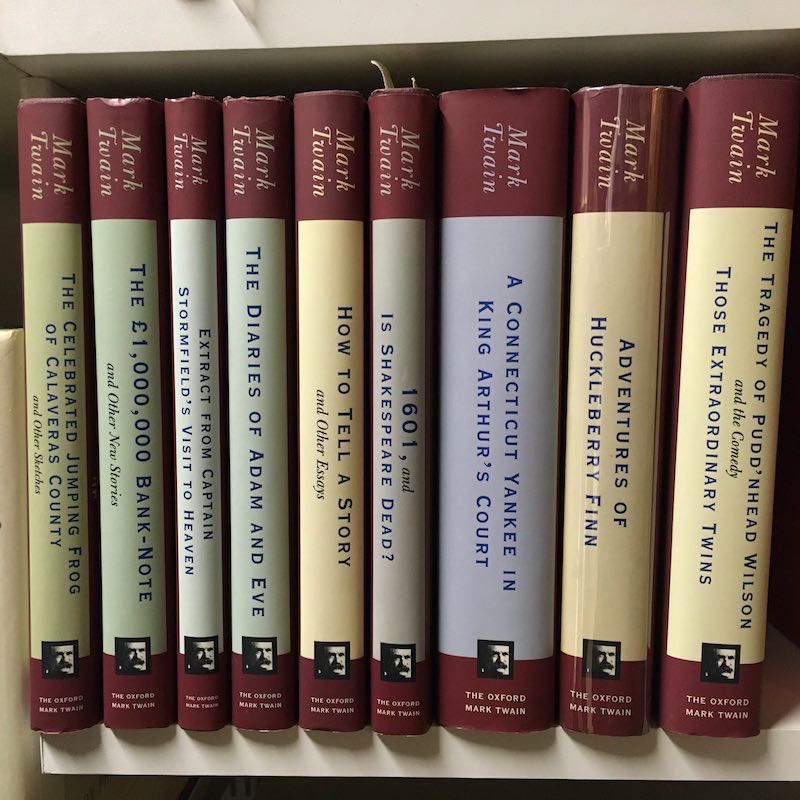 Mark
Twain
THE CELEBRATED JUMPING FROG
OF CALAVERAS COUNTY
and Other Sketches
THE OXFORD
MARK TWAIN
Mark
Twain
THE £1,000,000 BANK-NOTE
and Other New Stories
THE OXFORD
MARK TWAIN
Mark
Twain
EXTRACT FROM CAPTAIN
STORMFIELD'S VISIT TO HEAVEN
THE OXFORD
MARK TWAIN
Mark
Twain
THE DIARIES OF ADAM AND EVE
THE OXFORD
MARK TWAIN
Mark
Twain
HOW TO TELL A STORY
and Other Essays
THE OXFORD
MARK TWAIN
Mark
Twain
1601, and
IS SHAKESPEARE DEAD?
THE OXFORD
MARK TWAIN
Mark
Twain
A CONNECTICUT YANKEE IN
KING ARTHUR'S COURT
THE OXFORD
MARK TWAIN
Mark
Twain
ADVENTURES OF
HUCKLEBERRY FINN
THE OXFORD
MARK TWAIN
Mark
Twain
THE TRAGEDY OF PUDD'NHEAD WILSON
and the Comedy
THOSE EXTRAORDINARY TWINS
THE OXFORD
MARK TWAIN